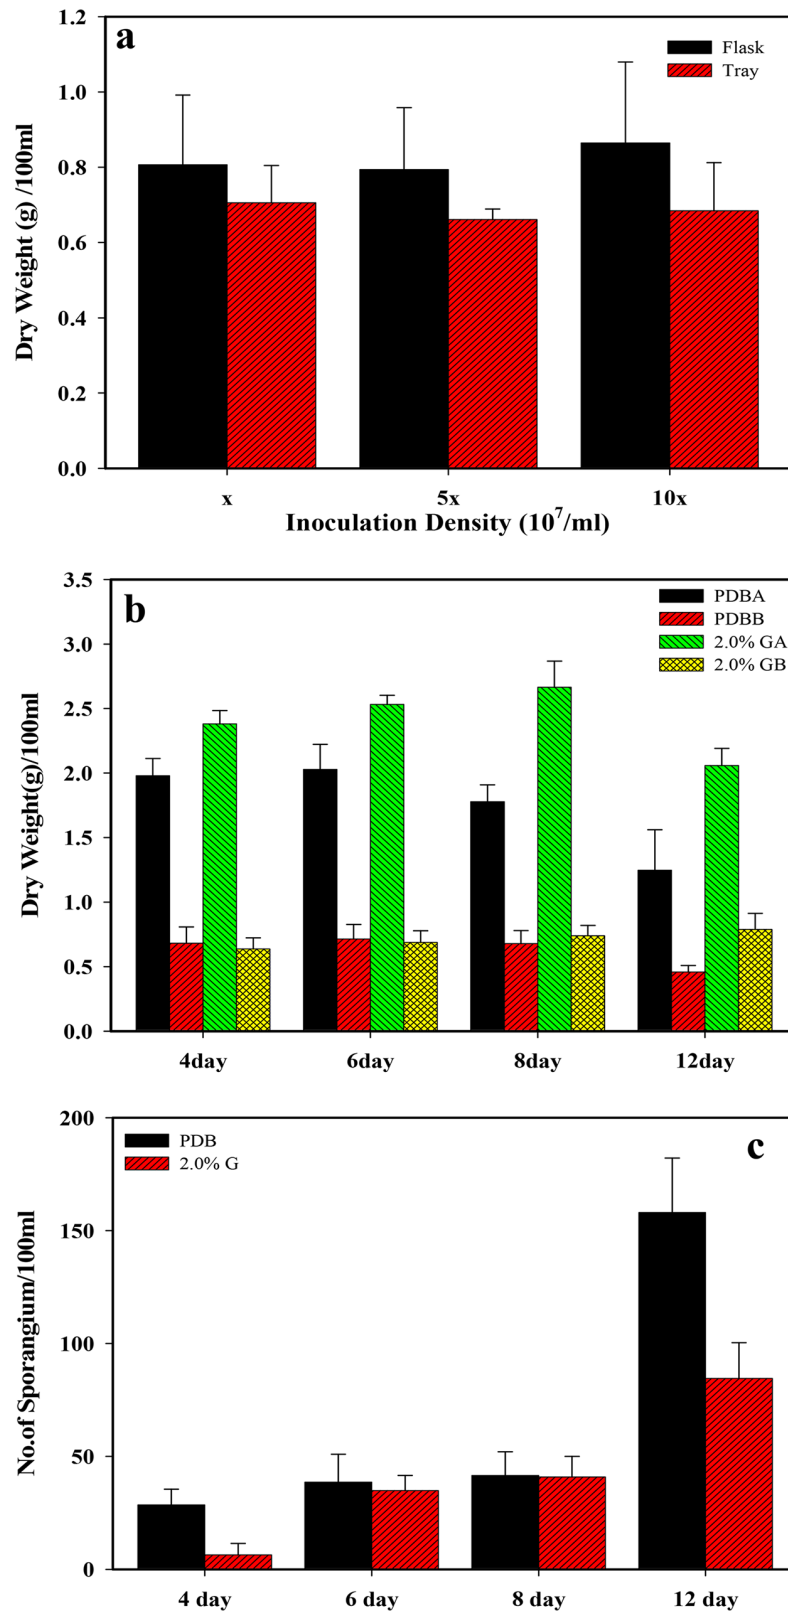 a
Flask
Tray
1.2
1.0
0.8
0.6
0.4
0.2
0.0
Dry Weight (g) /100ml
x 5x 10x
Inoculation Density (10⁷/ml)
b
PDBA
PDBB
2.0% GA
2.0% GB
3.5
3.0
2.5
2.0
1.5
1.0
0.5
0.0
Dry Weight(g)/100ml
4day 6day 8day 12day
c
PDB
2.0% G
200
150
100
50
0
No.of Sporangium/100ml
4 day 6 day 8 day 12 day